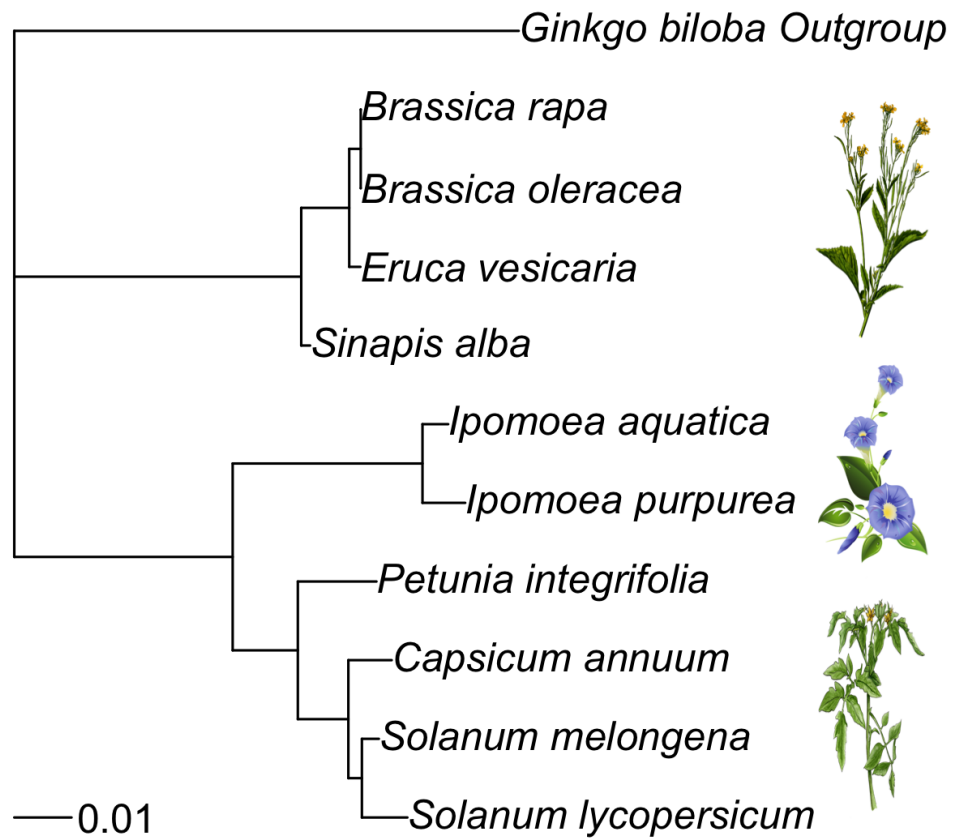 Ginkgo biloba Outgroup
Brassica rapa
Brassica oleracea
Eruca vesicaria
Sinapis alba
Ipomoea aquatica
Ipomoea purpurea
Petunia integrifolia
Capsicum annuum
Solanum melongena
Solanum lycopersicum
0.01